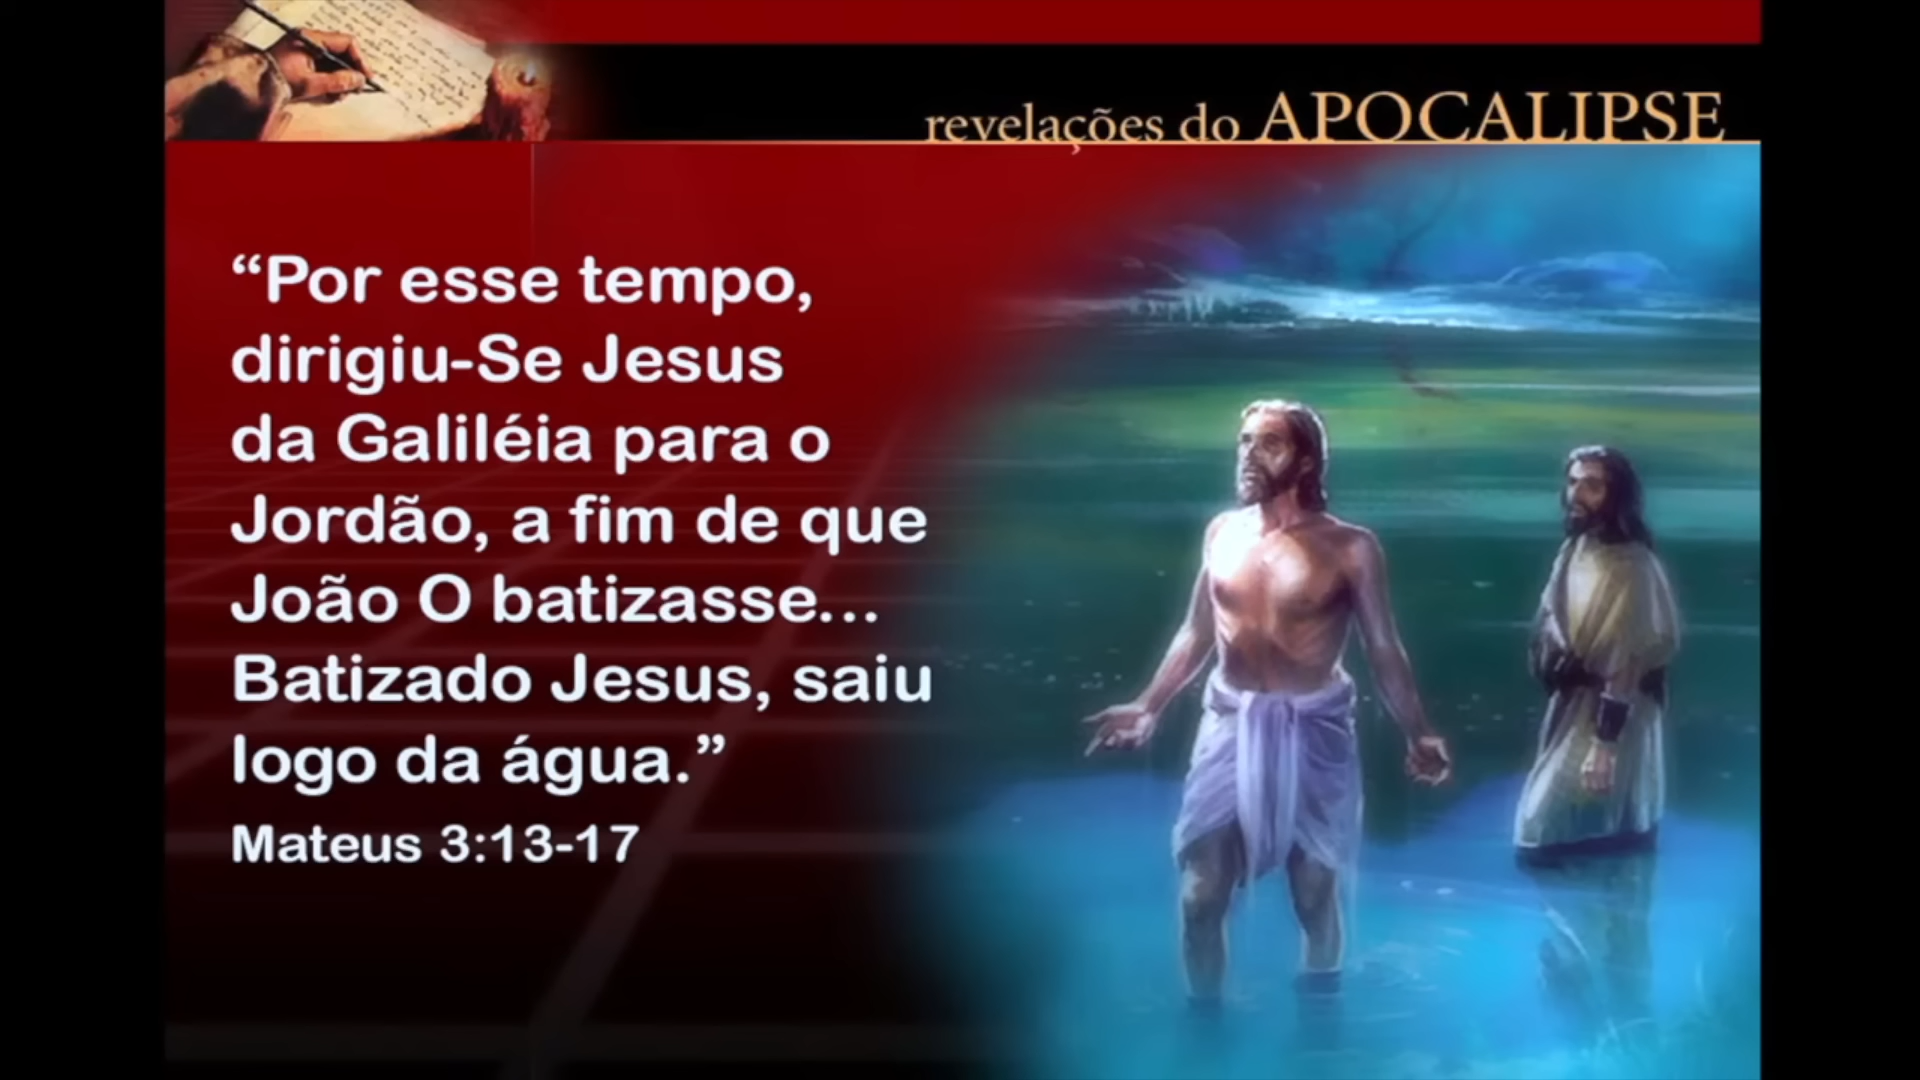 revelações do APOCALIPSE
“Por esse tempo,
dirigiu-Se Jesus
da Galiléia para o
Jordão, a fim de que
João O batizasse...
Batizado Jesus, saiu
logo da água.”
Mateus 3:13-17